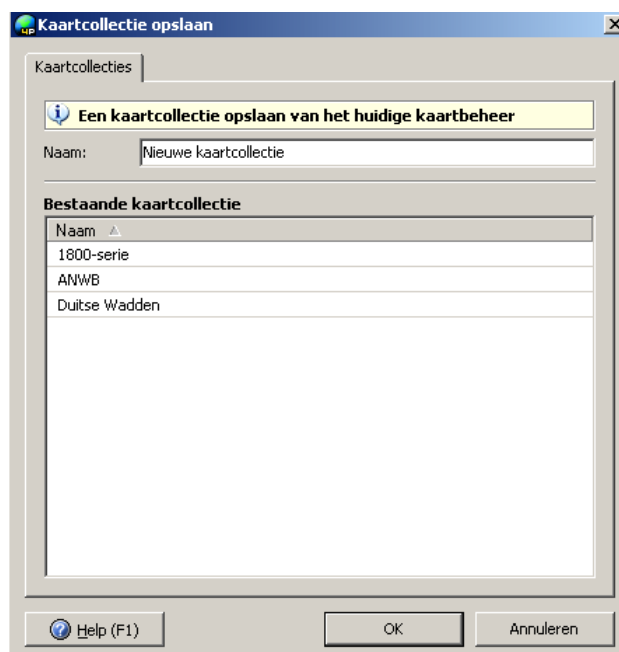 Kaartcollectie opslaan
Kaartcollecties
Een kaartcollectie opslaan van het huidige kaartbeheer
Naam: Nieuwe kaartcollectie
Bestaande kaartcollectie
Naam
1800-serie
ANWB
Duitse Wadden
Help (F1) OK Annuleren